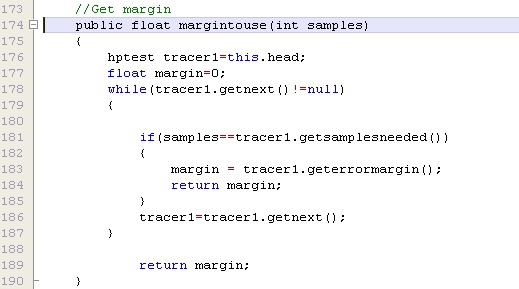 173 //Get margin
174 public float margintouse(int samples)
175 {
176 hptest tracer1=this.head;
177 float margin=0;
178 while(tracer1.getnext()!=null)
179 {
180
181 if(samples==tracer1.getsamplesneeded())
182 {
183 margin = tracer1.geterrormargin();
184 return margin;
185 }
186 tracer1=tracer1.getnext();
187 }
188
189 return margin;
190 }